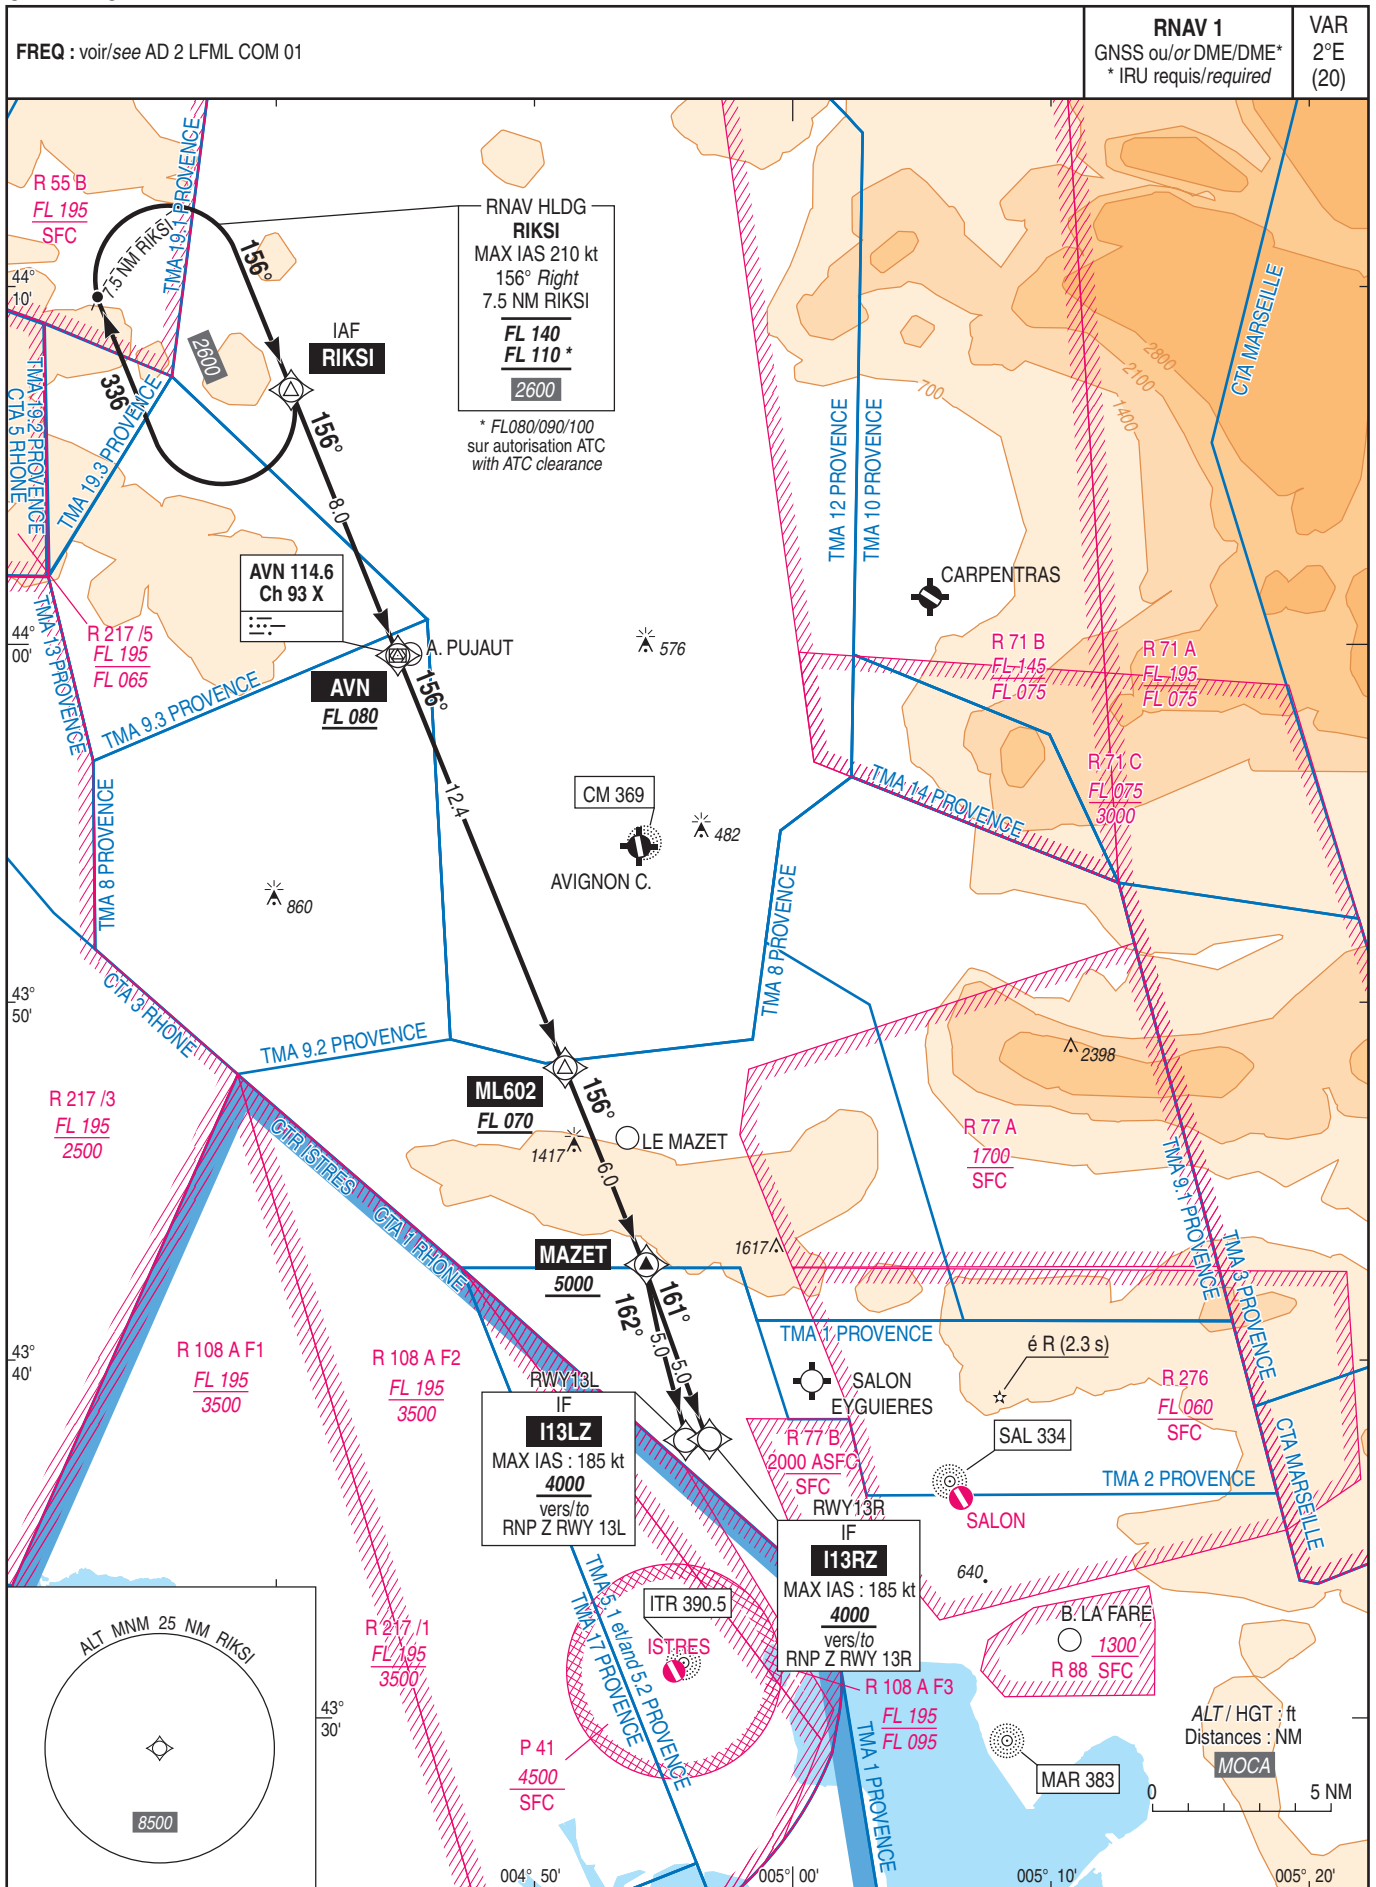 FREQ : voir/see AD 2 LFML COM 01
RNAV 1
GNSS ou/or DME/DME*
* IRU requis/required
VAR
2°E
(20)
R 55 B
FL 195
SFC
TMA 19.1 PROVENCE
7.5 NM RIKSI
156°
RNAV HLDG
RIKSI
MAX IAS 210 kt
156° Right
7.5 NM RIKSI
FL 140
FL 110 *
2600
* FL080/090/100
sur autorisation ATC
with ATC clearance
44°
10'
IAF
RIKSI
2600
336°
156°
8.0
TMA 19.2 PROVENCE
CTA 5 RHONE
TMA 19.3 PROVENCE
TMA 12 PROVENCE
TMA 10 PROVENCE
CTA MARSEILLE
2800
2100
1400
700
AVN 114.6
Ch 93 X
CARPENTRAS
44°
00'
TMA 13 PROVENCE
R 217 /5
FL 195
FL 065
A. PUJAUT
AVN
FL 080
156°
576
R 71 B
FL 145
FL 075
R 71 A
FL 195
FL 075
TMA 9.3 PROVENCE
12.4
CM 369
482
AVIGNON C.
R 71 C
FL 075
3000
TMA 14 PROVENCE
TMA 8 PROVENCE
860
TMA 8 PROVENCE
43°
50'
CTA 3 RHONE
TMA 9.2 PROVENCE
2398
ML602
FL 070
156°
R 217 /3
FL 195
2500
CTR ISTRES
CTA 1 RHONE
1417
LE MAZET
6.0
R 77 A
1700
SFC
TMA 9.1 PROVENCE
TMA 3 PROVENCE
MAZET
5000
1617
162°
161°
5.0
5.0
TMA 1 PROVENCE
43°
40'
R 108 A F1
FL 195
3500
R 108 A F2
FL 195
3500
é R (2.3 s)
SALON
EYGUIERES
R 276
FL 060
SFC
RWY13L
IF
I13LZ
MAX IAS : 185 kt
4000
vers/to
RNP Z RWY 13L
R 77 B
2000 ASFC
SFC
SAL 334
TMA 2 PROVENCE
CTA MARSEILLE
SALON
RWY13R
IF
I13RZ
MAX IAS : 185 kt
4000
vers/to
RNP Z RWY 13R
640
ITR 390.5
ISTRES
TMA 5.1 et/and 5.2 PROVENCE
TMA 17 PROVENCE
B. LA FARE
1300
SFC
R 88
ALT MNM 25 NM RIKSI
8500
R 217 /1
FL 195
3500
43°
30'
R 108 A F3
FL 195
FL 095
P 41
4500
SFC
TMA 1 PROVENCE
MAR 383
ALT / HGT : ft
Distances : NM
MOCA
0
5 NM
004° 50'
005° 00'
005° 10'
005° 20'